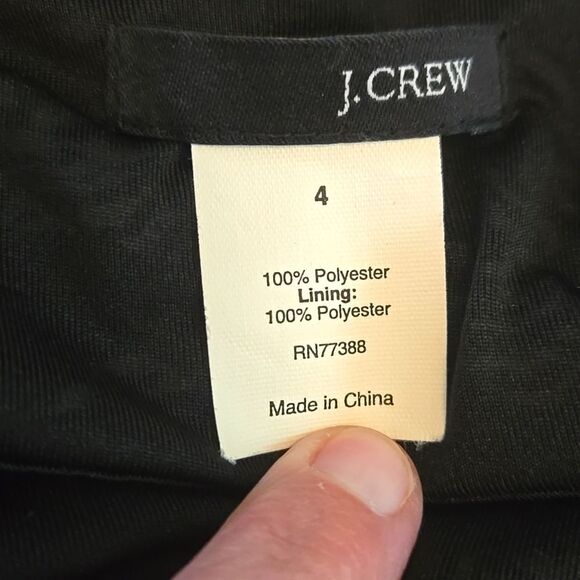 J.CREW
4
100% Polyester
Lining:
100% Polyester
RN77388
Made in China